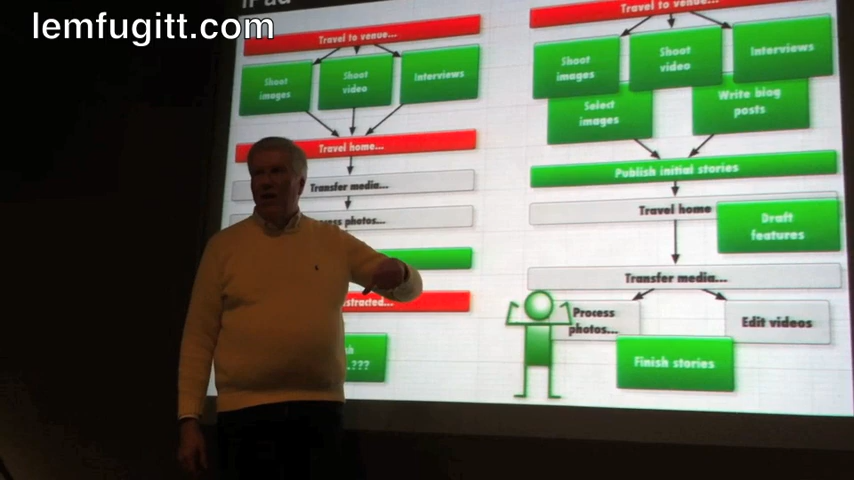 iPad
lemfugitt.com
Travel to venue...
Shoot
images
Shoot
video
Interviews
Travel home...
Transfer media...
photos...
Travel to venue...
Shoot
images
Shoot
video
Interviews
Select
images
Write blog
posts
Publish initial stories
Travel home
Draft
features
Transfer media...
Process
photos...
Edit videos
Finish stories
...???